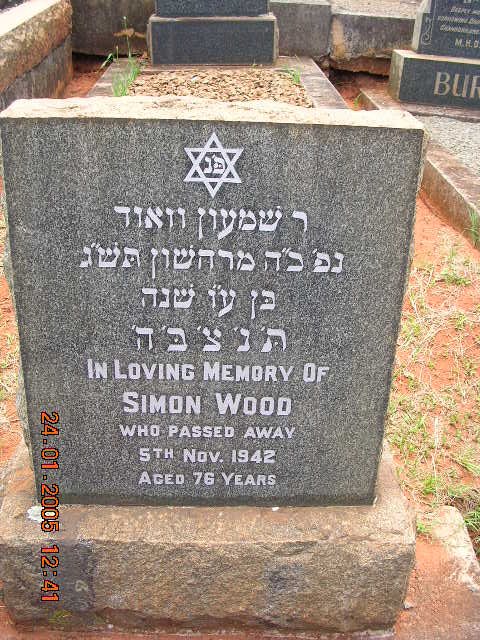 פ״נ
ר שמעון וואוד
נפ׳ כ״ה מרחשון תש״ג
בן ע״ו שנה
ת׳ נ׳ צ׳ ב׳ ה׳
IN LOVING MEMORY OF
SIMON WOOD
WHO PASSED AWAY
5TH NOV. 1942
AGED 76 YEARS
M.H.D
BUR
24.01.2005 12:41